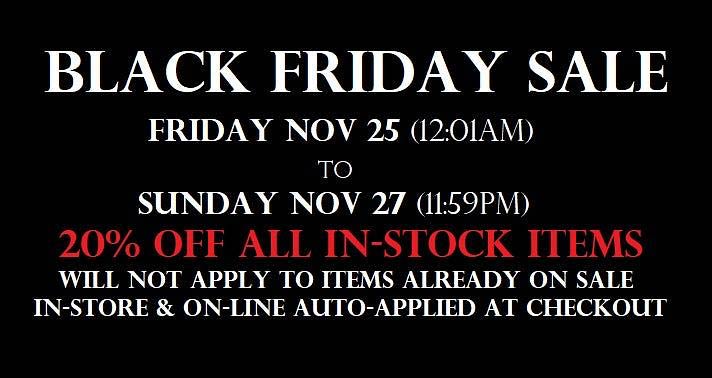 BLACK FRIDAY SALE
FRIDAY NOV 25 (12:01AM)
TO
SUNDAY NOV 27 (11:59PM)
20% OFF ALL IN-STOCK ITEMS
WILL NOT APPLY TO ITEMS ALREADY ON SALE
IN-STORE & ON-LINE AUTO-APPLIED AT CHECKOUT